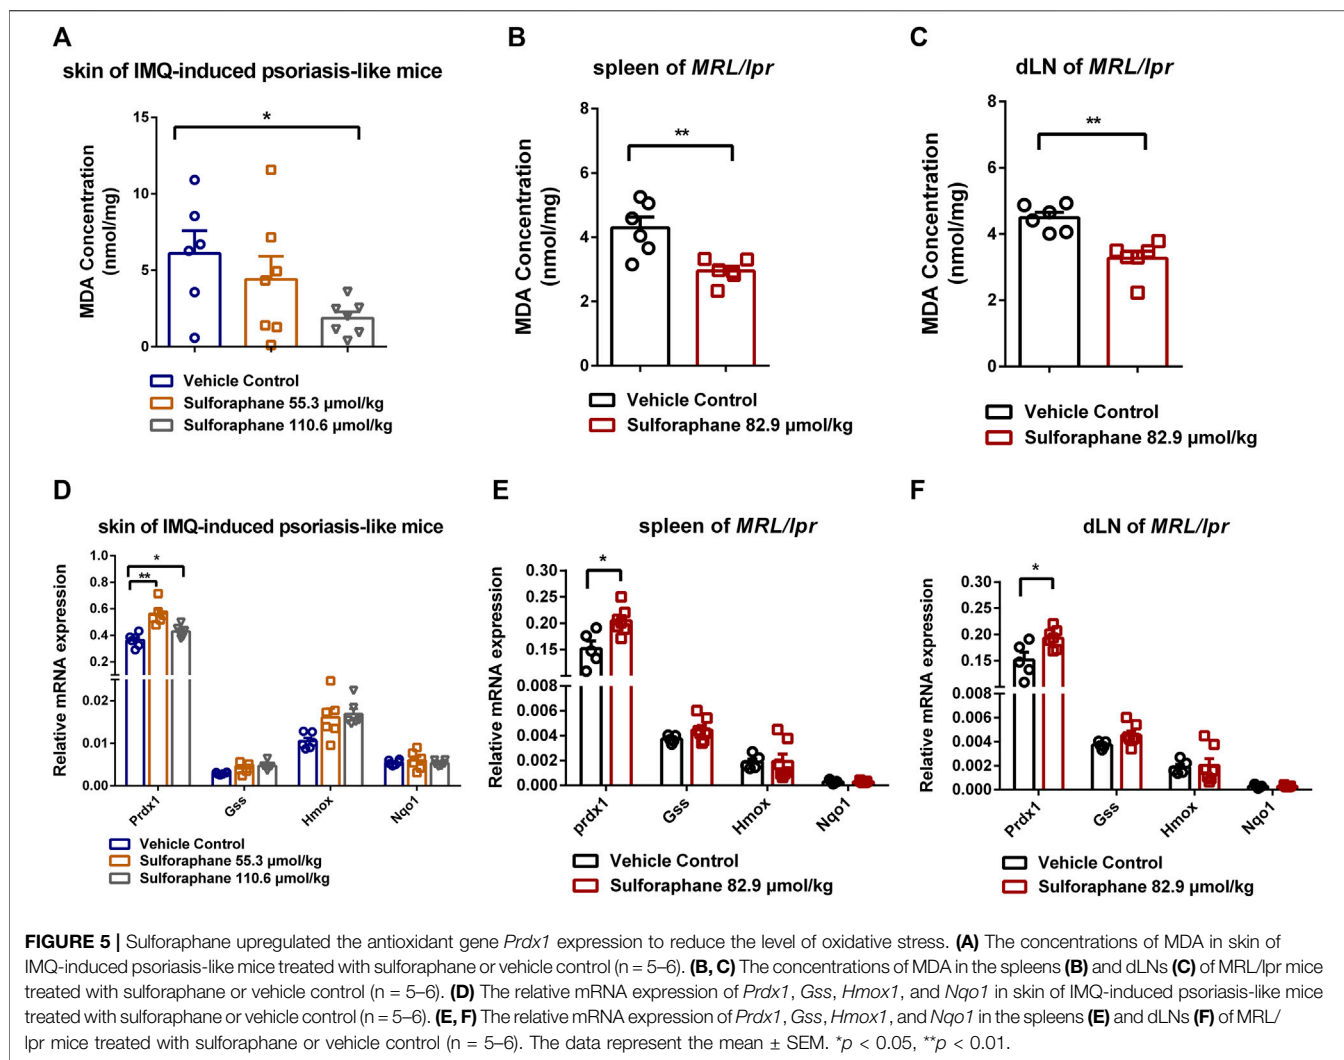 A
skin of IMQ-induced psoriasis-like mice
MDA Concentration
(nmol/mg)
15
10
5
0
*
Vehicle Control
Sulforaphane 55.3 µmol/kg
Sulforaphane 110.6 µmol/kg
B
spleen of MRL/lpr
MDA Concentration
(nmol/mg)
8
6
4
2
0
**
Vehicle Control
Sulforaphane 82.9 µmol/kg
C
dLN of MRL/lpr
MDA Concentration
(nmol/mg)
8
6
4
2
0
**
Vehicle Control
Sulforaphane 82.9 µmol/kg
D
skin of IMQ-induced psoriasis-like mice
Relative mRNA expression
1.0
0.8
0.6
0.4
0.2
0.02
0.01
0.00
*
**
Prdx1
Gss
Hmox1
Nqo1
Vehicle Control
Sulforaphane 55.3 µmol/kg
Sulforaphane 110.6 µmol/kg
E
spleen of MRL/lpr
Relative mRNA expression
0.30
0.25
0.20
0.15
0.10
0.008
0.006
0.004
0.002
0.000
*
prdx1
Gss
Hmox
Nqo1
Vehicle Control
Sulforaphane 82.9 µmol/kg
F
dLN of MRL/lpr
Relative mRNA expression
0.30
0.25
0.20
0.15
0.10
0.008
0.006
0.004
0.002
0.000
*
Prdx1
Gss
Hmox
Nqo1
Vehicle Control
Sulforaphane 82.9 µmol/kg
FIGURE 5 | Sulforaphane upregulated the antioxidant gene Prdx1 expression to reduce the level of oxidative stress. (A) The concentrations of MDA in skin of
IMQ-induced psoriasis-like mice treated with sulforaphane or vehicle control (n = 5–6). (B, C) The concentrations of MDA in the spleens (B) and dLNs (C) of MRL/lpr mice
treated with sulforaphane or vehicle control (n = 5–6). (D) The relative mRNA expression of Prdx1, Gss, Hmox1, and Nqo1 in skin of IMQ-induced psoriasis-like mice
treated with sulforaphane or vehicle control (n = 5–6). (E, F) The relative mRNA expression of Prdx1, Gss, Hmox1, and Nqo1 in the spleens (E) and dLNs (F) of MRL/
lpr mice treated with sulforaphane or vehicle control (n = 5–6). The data represent the mean ± SEM. *p < 0.05, **p < 0.01.